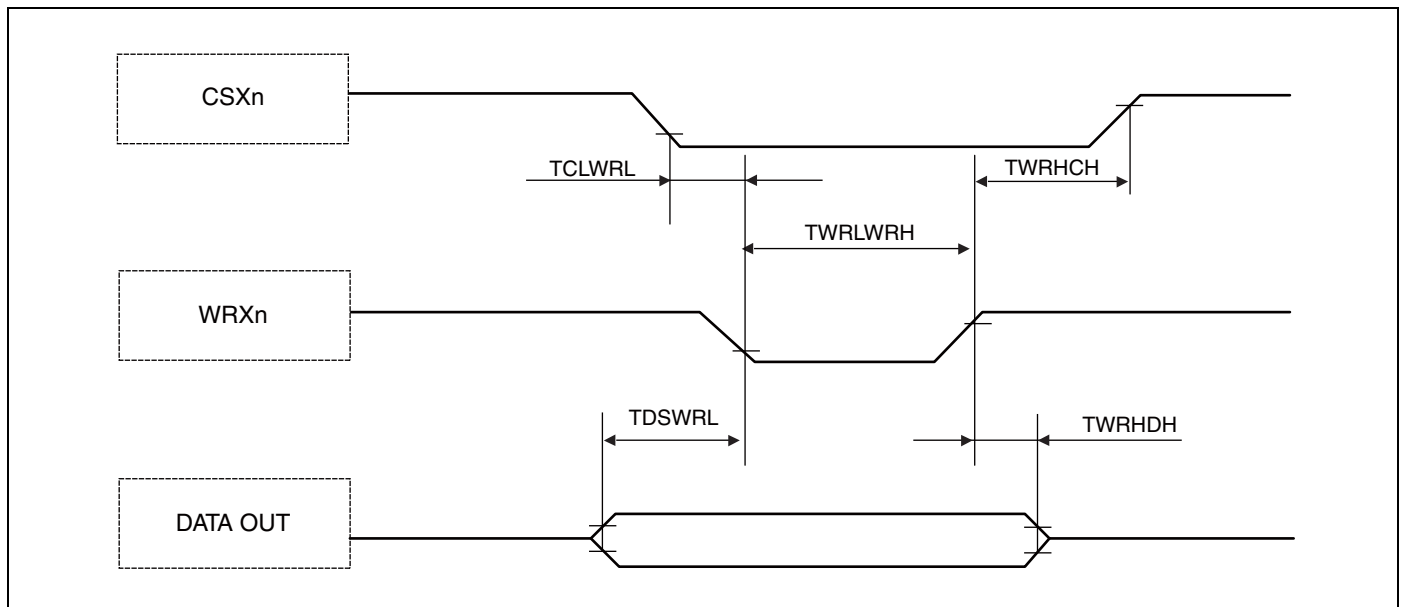 CSXn
TCLWRL
TWRHCH
TWRLWRH
WRXn
TDSWRL
TWRHDH
DATA OUT